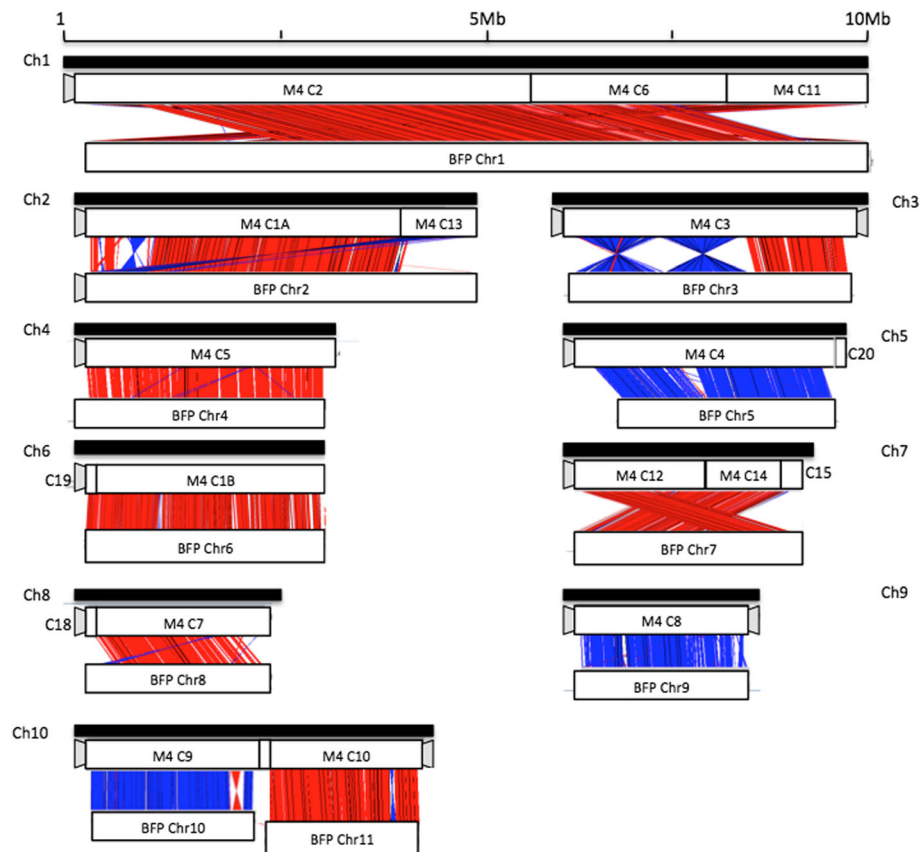 1 5Mb 10Mb
Ch1
M4 C2 M4 C6 M4 C11
BFP Chr1
Ch2 Ch3
M4 C1A M4 C13 M4 C3
BFP Chr2 BFP Chr3
Ch4 Ch5
M4 C5 M4 C4 C20
BFP Chr4 BFP Chr5
Ch6 Ch7
C19 M4 C1B M4 C12 M4 C14 C15
BFP Chr6 BFP Chr7
Ch8 Ch9
C18 M4 C7 M4 C8
BFP Chr8 BFP Chr9
Ch10
M4 C9 M4 C10
BFP Chr10 BFP Chr11